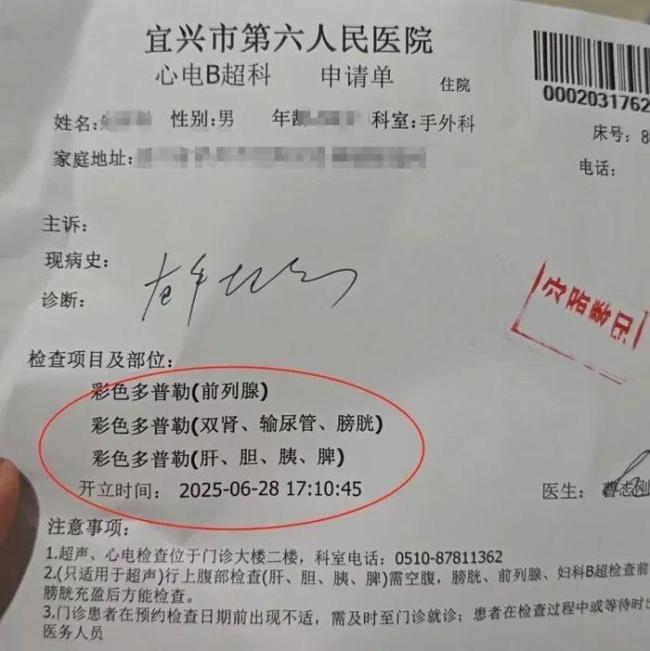 宜兴市第六人民医院
心电B超科 申请单 住院
000203176
姓名: 性别:男 年龄 科室:手外科
床号: 8
家庭地址:
电话:
主诉:
现病史:
诊断:
检查项目及部位:
彩色多普勒(前列腺)
彩色多普勒(双肾、输尿管、膀胱)
彩色多普勒(肝、胆、胰、脾)
开立时间: 2025-06-28 17:10:45
医生:
注意事项:
1.超声、心电检查位于门诊大楼二楼，科室电话：0510-87811362
2.(只适用于超声)行上腹部检查(肝、胆、胰、脾)需空腹，膀胱、前列腺、妇科B超检查前
膀胱充盈后方能检查。
3.门诊患者在预约检查日期前出现不适，需及时至门诊就诊；患者在检查过程中或等待时
医务人员